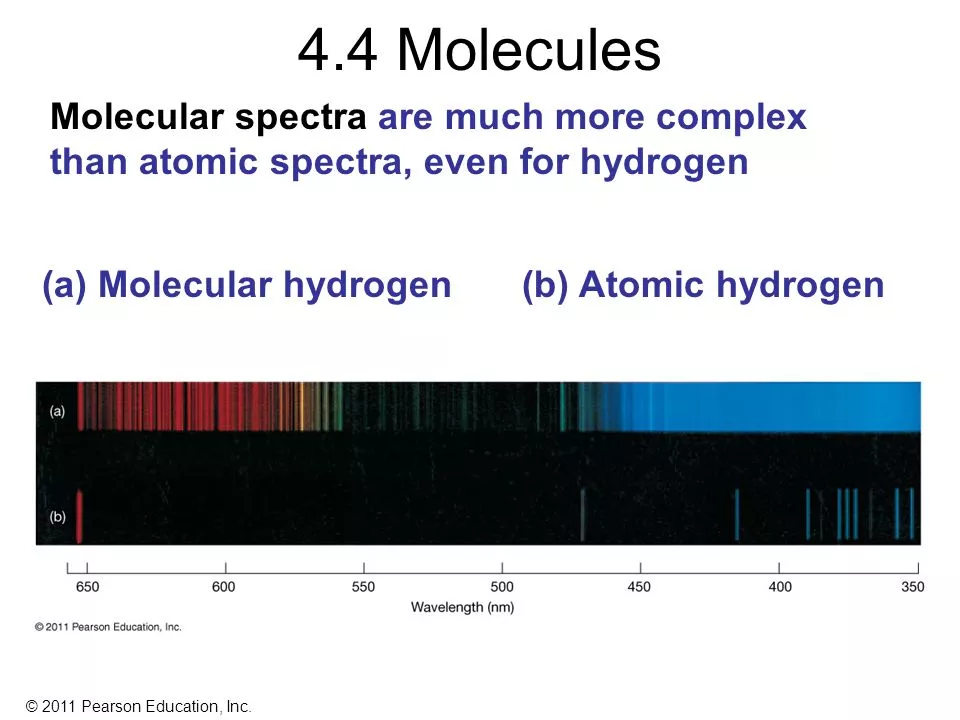 4.4 Molecules
Molecular spectra are much more complex
than atomic spectra, even for hydrogen
(a) Molecular hydrogen (b) Atomic hydrogen
(a)
(b)
650 600 550 500 450 400 350
Wavelength (nm)
© 2011 Pearson Education, Inc.
© 2011 Pearson Education, Inc.